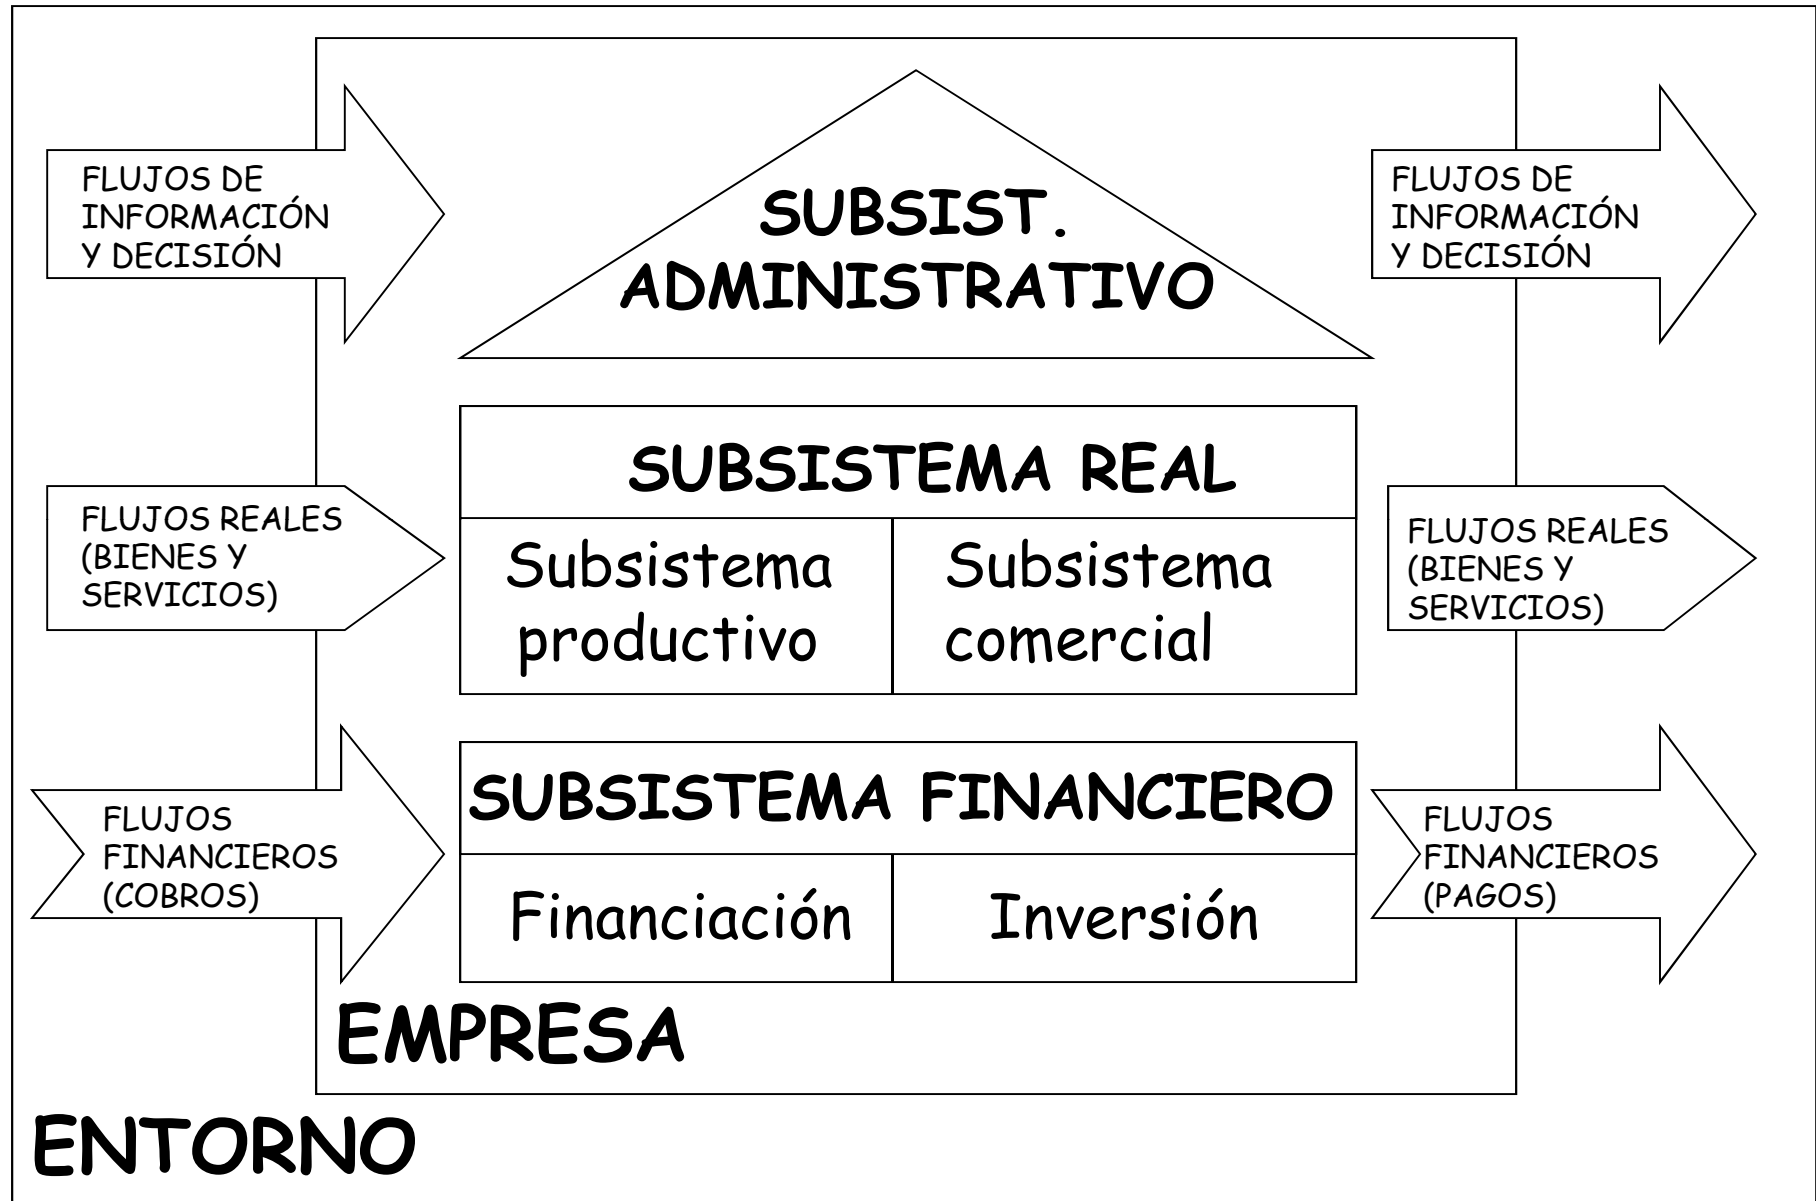 FLUJOS DE
INFORMACIÓN
Y DECISIÓN
SUBSIST.
ADMINISTRATIVO
FLUJOS DE
INFORMACIÓN
Y DECISIÓN
FLUJOS REALES
(BIENES Y
SERVICIOS)
SUBSISTEMA REAL
Subsistema
productivo
Subsistema
comercial
FLUJOS REALES
(BIENES Y
SERVICIOS)
FLUJOS
FINANCIEROS
(COBROS)
SUBSISTEMA FINANCIERO
Financiación
Inversión
FLUJOS
FINANCIEROS
(PAGOS)
EMPRESA
ENTORNO